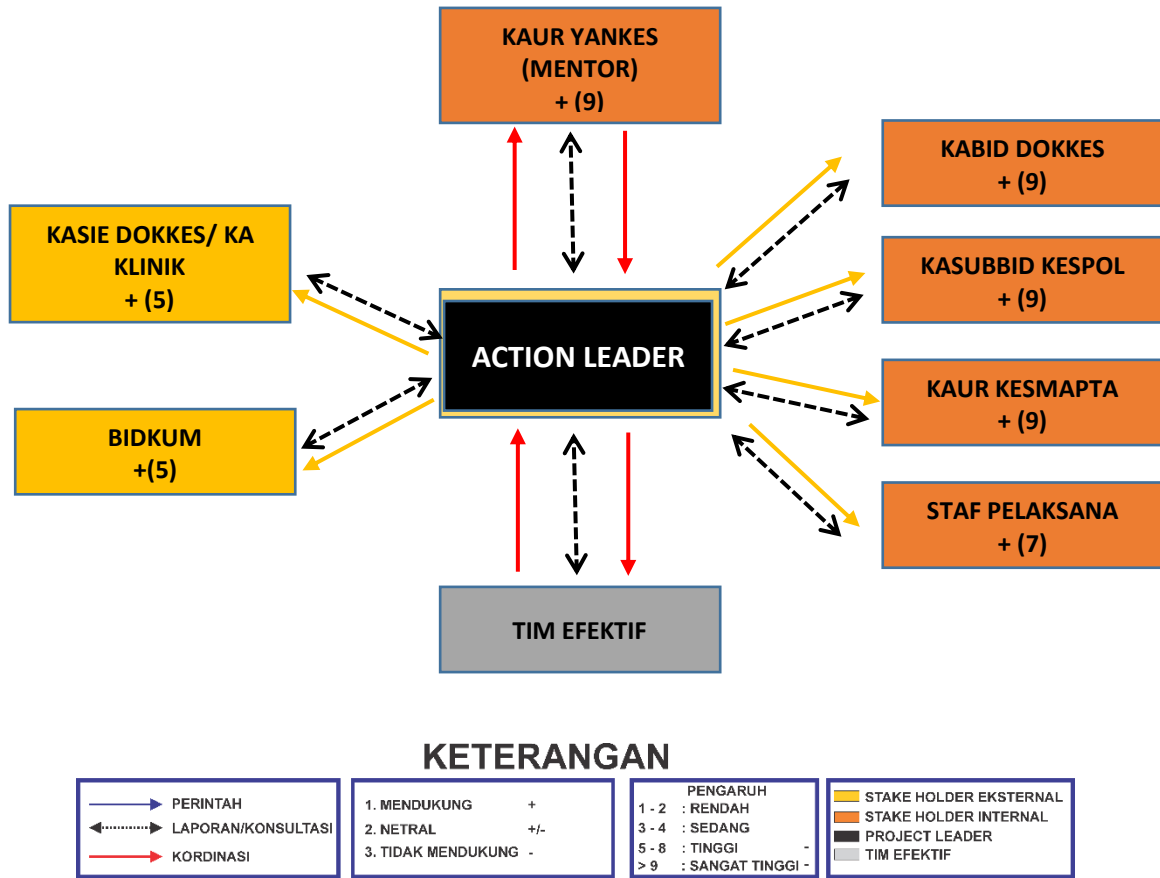 KAUR YANKES
(MENTOR)
+ (9)
KABID DOKKES
+ (9)
KASIE DOKKES/ KA
KLINIK
+ (5)
KASUBBID KESPOL
+ (9)
ACTION LEADER
KAUR KESMAPTA
+ (9)
BIDKUM
+(5)
STAF PELAKSANA
+ (7)
TIM EFEKTIF
KETERANGAN
PERINTAH
LAPORAN/KONSULTASI
KORDINASI
1. MENDUKUNG +
2. NETRAL +/-
3. TIDAK MENDUKUNG -
PENGARUH
1 - 2 : RENDAH
3 - 4 : SEDANG
5 - 8 : TINGGI -
> 9 : SANGAT TINGGI -
STAKE HOLDER EKSTERNAL
STAKE HOLDER INTERNAL
PROJECT LEADER
TIM EFEKTIF